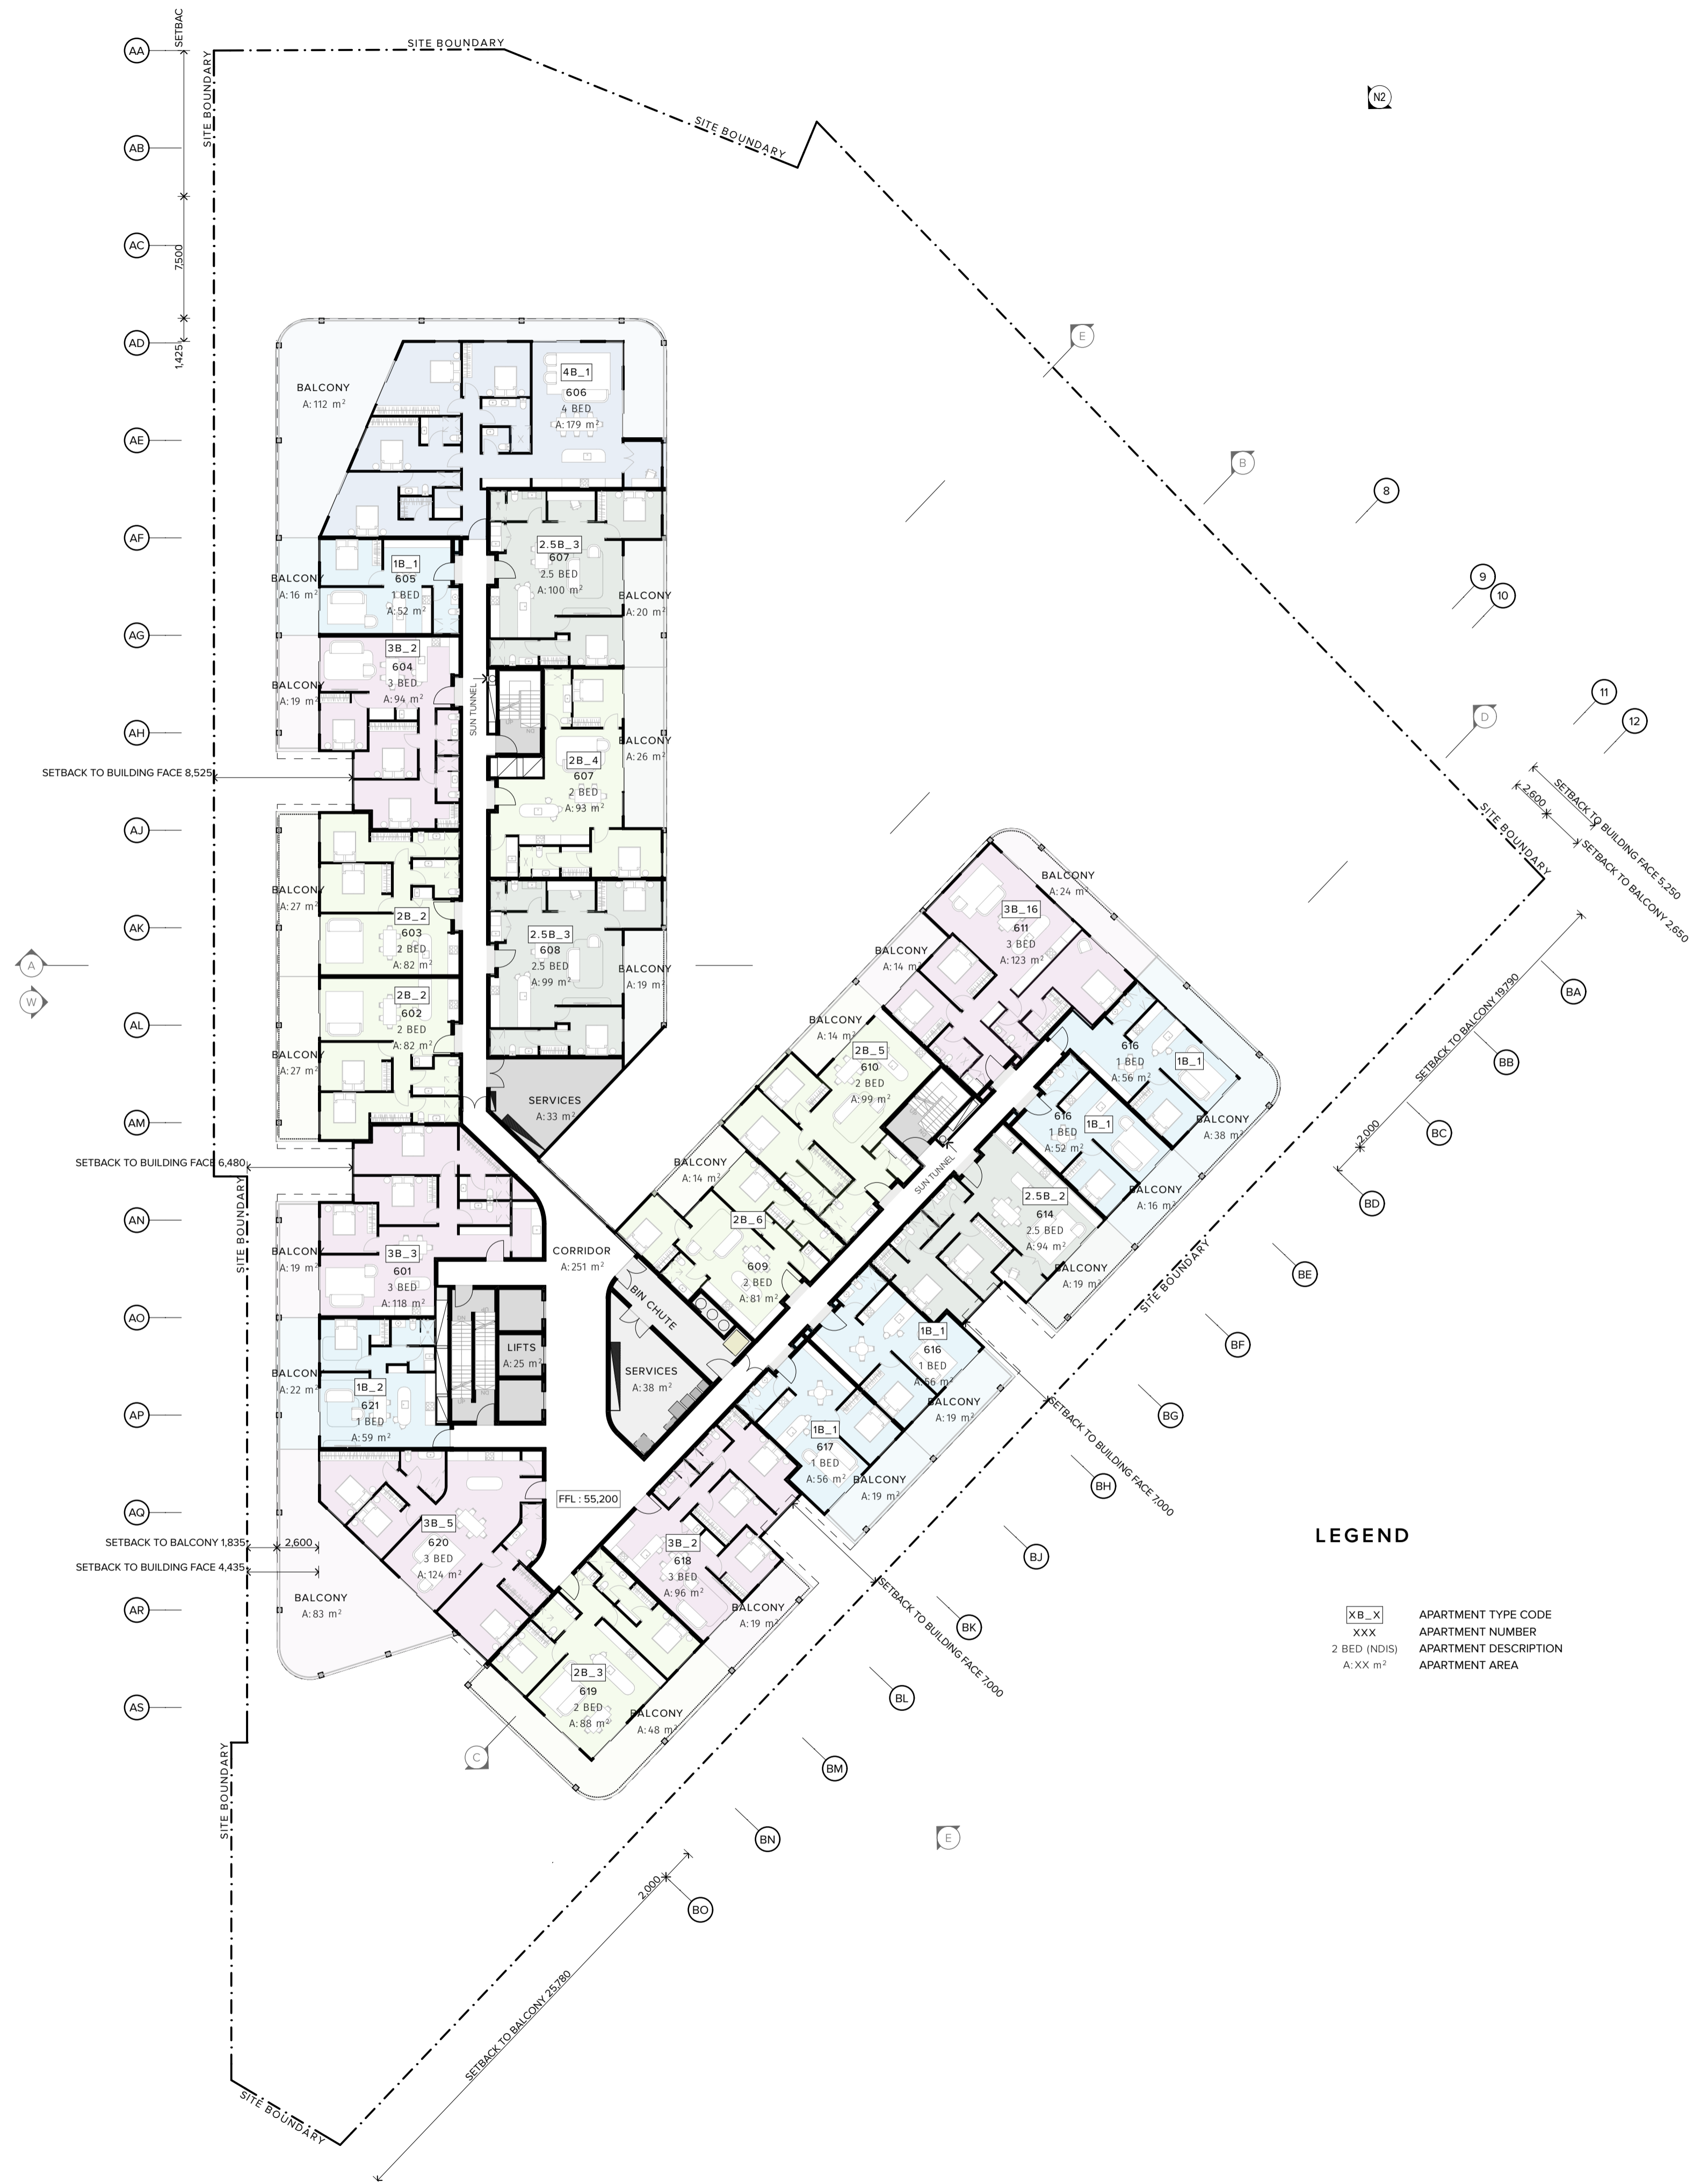 SETBAC
AA
SITE BOUNDARY
SITE BOUNDARY
N2
SITE BOUNDARY
AB
AC
7,500
E
AD
1,425
BALCONY
A: 112 m²
4B_1
606
4 BED
A: 179 m²
AE
B
8
AF
2.5B_3
607
2.5 BED
A: 100 m²
1B_1
605
1 BED
A: 52 m²
BALCONY
A: 16 m²
BALCONY
A: 20 m²
9
10
AG
3B_2
604
3 BED
A: 94 m²
BALCONY
A: 19 m²
SUN TUNNEL
11
12
D
AH
BALCONY
A: 26 m²
2B_4
607
2 BED
A: 93 m²
SETBACK TO BUILDING FACE 8,525
2,600
SETBACK TO BUILDING FACE 5,250
SETBACK TO BALCONY 2,650
SITE BOUNDARY
AJ
BALCONY
A: 27 m²
2B_2
603
2 BED
A: 82 m²
AK
BALCONY
A: 24 m²
3B_16
611
3 BED
A: 123 m²
2.5B_3
608
2.5 BED
A: 99 m²
BALCONY
A: 19 m²
BALCONY
A: 14 m²
A
W
SETBACK TO BALCONY 19,790
BA
2B_2
602
2 BED
A: 82 m²
AL
BALCONY
A: 27 m²
BALCONY
A: 14 m²
2B_5
610
2 BED
A: 99 m²
616
1 BED
A: 56 m²
1B_1
BB
SERVICES
A: 33 m²
AM
616
1 BED
A: 52 m²
1B_1
BALCONY
A: 38 m²
2,000
BC
SETBACK TO BUILDING FACE 6,480
SITE BOUNDARY
BALCONY
A: 14 m²
SUN TUNNEL
2.5B_2
614
2.5 BED
A: 94 m²
BALCONY
A: 16 m²
BD
AN
2B_6
609
2 BED
A: 81 m²
BALCONY
A: 19 m²
3B_3
601
3 BED
A: 118 m²
CORRIDOR
A: 251 m²
BALCONY
A: 19 m²
SITE BOUNDARY
BE
BIN CHUTE
AO
LIFTS
A: 25 m²
1B_1
616
1 BED
A: 56 m²
BF
SERVICES
A: 38 m²
BALCONY
A: 22 m²
1B_2
621
1 BED
A: 59 m²
BALCONY
A: 19 m²
SETBACK TO BUILDING FACE 7,000
AP
1B_1
617
1 BED
A: 56 m²
BG
BALCONY
A: 19 m²
BH
FFL : 55,200
AQ
3B_5
620
3 BED
A: 124 m²
3B_2
618
3 BED
A: 96 m²
LEGEND
SETBACK TO BALCONY 1,835
2,600
SETBACK TO BUILDING FACE 4,435
BJ
BALCONY
A: 83 m²
AR
BALCONY
A: 19 m²
SETBACK TO BUILDING FACE 7,000
BK
XB_X APARTMENT TYPE CODE
XXX APARTMENT NUMBER
2 BED (NDIS) APARTMENT DESCRIPTION
A: XX m² APARTMENT AREA
2B_3
619
2 BED
A: 88 m²
BALCONY
A: 48 m²
BL
AS
C
BM
SITE BOUNDARY
BN
E
2,000
BO
SETBACK TO BALCONY 25,780
SITE BOUNDARY